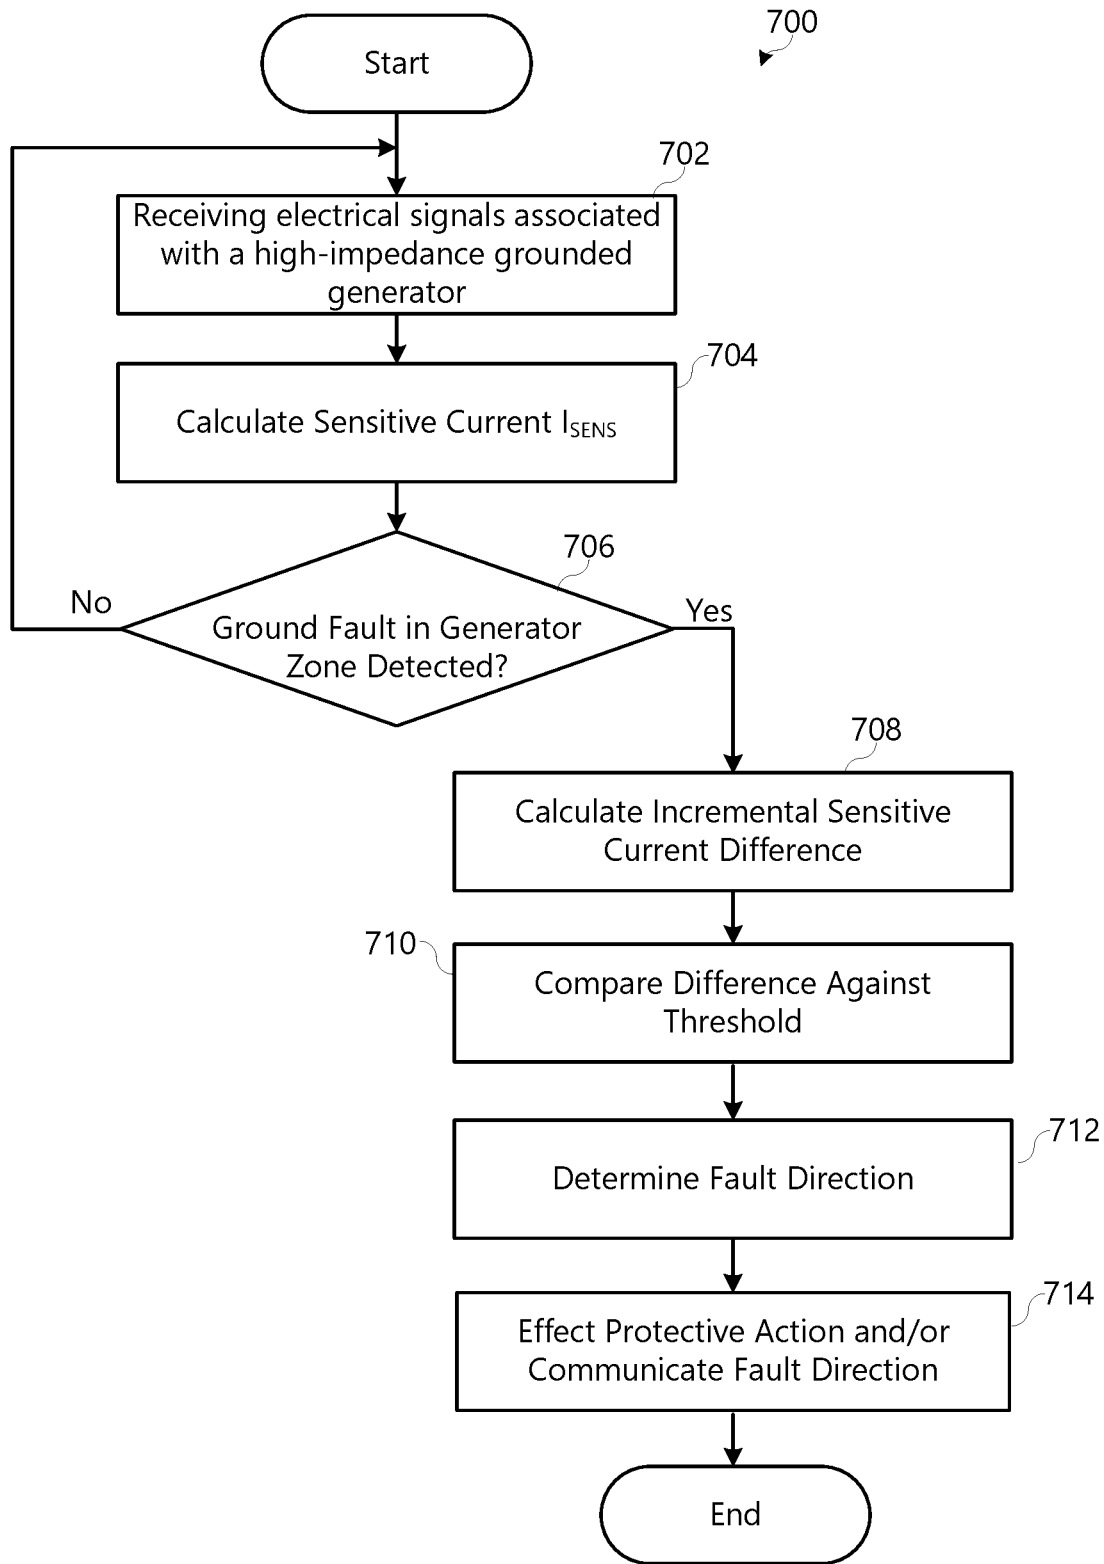 700
Start
702
Receiving electrical signals associated
with a high-impedance grounded
generator
704
Calculate Sensitive Current I_SENS
706
No
Yes
Ground Fault in Generator
Zone Detected?
708
Calculate Incremental Sensitive
Current Difference
710
Compare Difference Against
Threshold
712
Determine Fault Direction
714
Effect Protective Action and/or
Communicate Fault Direction
End